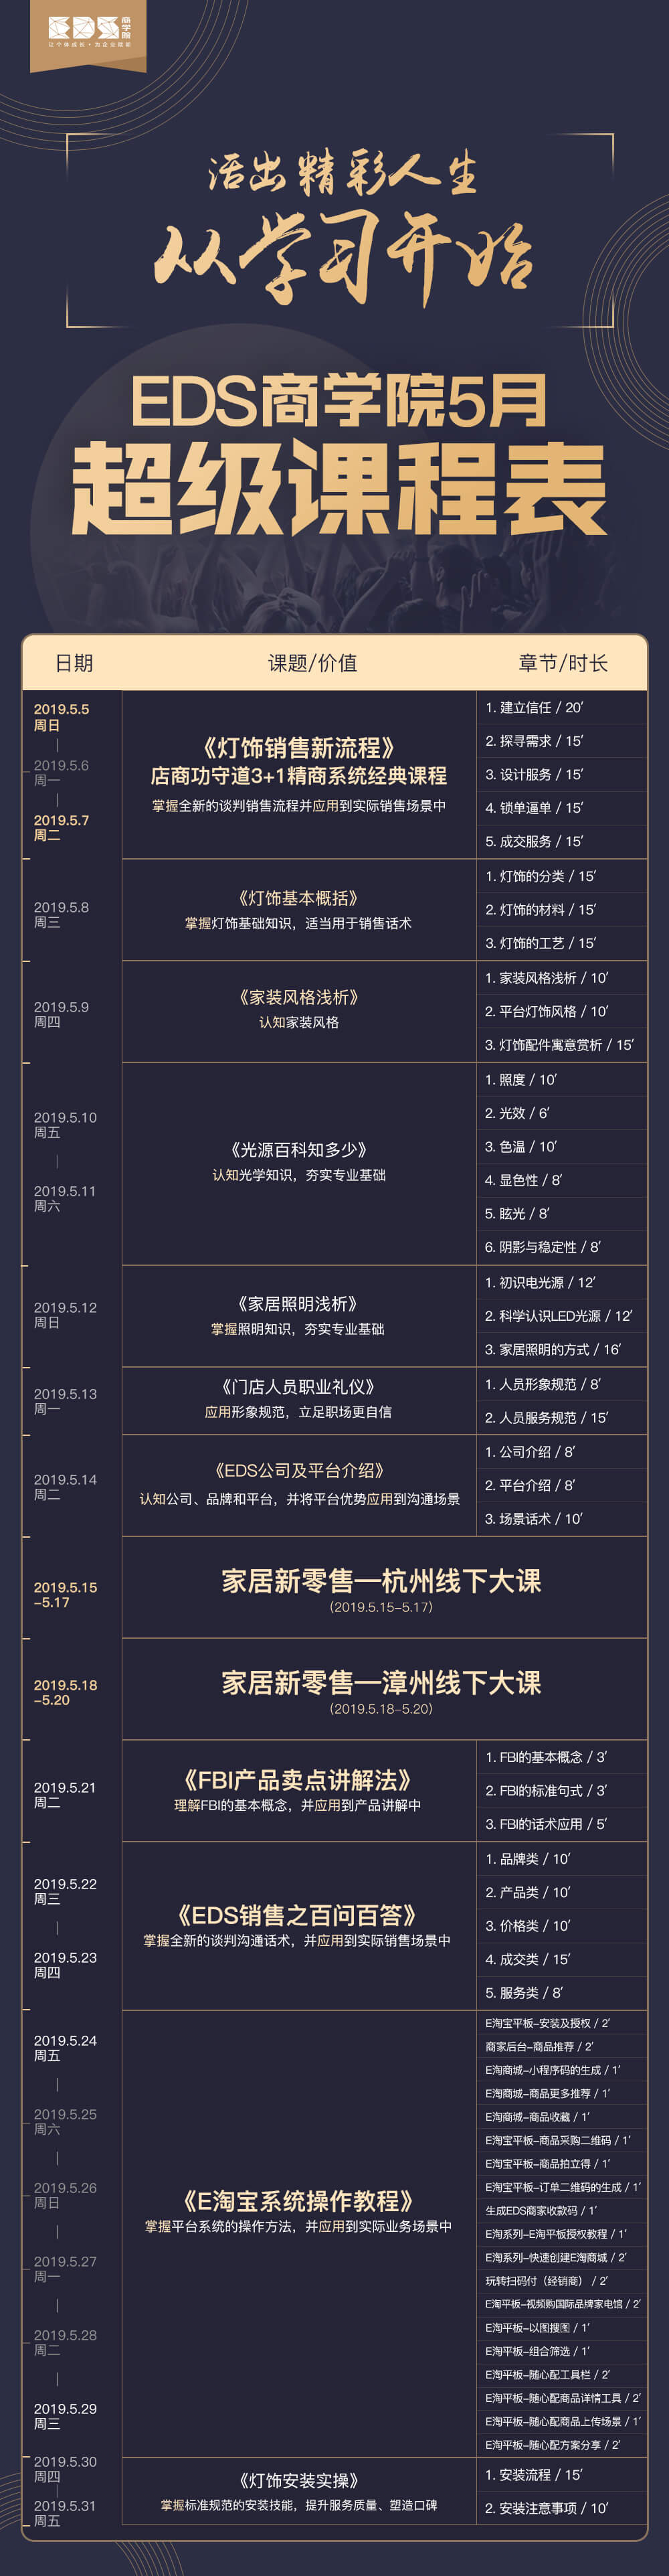 EDS商学院
让个体成长·为企业赋能
活出精彩人生
从学习开始
EDS商学院5月
超级课程表
日期
课题/价值
章节/时长
2019.5.5
周日
2019.5.6
周一
2019.5.7
周二
《灯饰销售新流程》
店商功守道3+1精商系统经典课程
掌握全新的谈判销售流程并应用到实际销售场景中
1. 建立信任 / 20′
2. 探寻需求 / 15′
3. 设计服务 / 15′
4. 锁单逼单 / 15′
5. 成交服务 / 15′
2019.5.8
周三
《灯饰基本概括》
掌握灯饰基础知识，适当用于销售话术
1. 灯饰的分类 / 15′
2. 灯饰的材料 / 15′
3. 灯饰的工艺 / 15′
2019.5.9
周四
《家装风格浅析》
认知家装风格
1. 家装风格浅析 / 10′
2. 平台灯饰风格 / 10′
3. 灯饰配件寓意赏析 / 15′
2019.5.10
周五
2019.5.11
周六
《光源百科知多少》
认知光学知识，夯实专业基础
1. 照度 / 10′
2. 光效 / 6′
3. 色温 / 10′
4. 显色性 / 8′
5. 眩光 / 8′
6. 阴影与稳定性 / 8′
2019.5.12
周日
《家居照明浅析》
掌握照明知识，夯实专业基础
1. 初识电光源 / 12′
2. 科学认识LED光源 / 12′
3. 家居照明的方式 / 16′
2019.5.13
周一
《门店人员职业礼仪》
应用形象规范，立足职场更自信
1. 人员形象规范 / 8′
2. 人员服务规范 / 15′
2019.5.14
周二
《EDS公司及平台介绍》
认知公司、品牌和平台，并将平台优势应用到沟通场景
1. 公司介绍 / 8′
2. 平台介绍 / 8′
3. 场景话术 / 10′
2019.5.15
-5.17
家居新零售—杭州线下大课
(2019.5.15-5.17)
2019.5.18
-5.20
家居新零售—漳州线下大课
(2019.5.18-5.20)
2019.5.21
周二
《FBI产品卖点讲解法》
理解FBI的基本概念，并应用到产品讲解中
1. FBI的基本概念 / 3′
2. FBI的标准句式 / 3′
3. FBI的话术应用 / 5′
2019.5.22
周三
2019.5.23
周四
《EDS销售之百问百答》
掌握全新的谈判沟通话术，并应用到实际销售场景中
1. 品牌类 / 10′
2. 产品类 / 10′
3. 价格类 / 10′
4. 成交类 / 15′
5. 服务类 / 8′
2019.5.24
周五
2019.5.25
周六
2019.5.26
周日
2019.5.27
周一
2019.5.28
周二
2019.5.29
周三
《E淘宝系统操作教程》
掌握平台系统的操作方法，并应用到实际业务场景中
E淘宝平板-安装及授权 / 2′
商家后台-商品推荐 / 2′
E淘商城-小程序码的生成 / 1′
E淘商城-商品更多推荐 / 1′
E淘商城-商品收藏 / 1′
E淘宝平板-商品采购二维码 / 1′
E淘宝平板-商品拍立得 / 1′
E淘宝平板-订单二维码的生成 / 1′
生成EDS商家收款码 / 1′
E淘系列-E淘平板授权教程 / 1′
E淘系列-快速创建E淘商城 / 2′
玩转扫码付（经销商） / 2′
E淘平板-视频购国际品牌家电馆 / 2′
E淘平板-以图搜图 / 1′
E淘平板-组合筛选 / 1′
E淘平板-随心配工具栏 / 2′
E淘平板-随心配商品详情工具 / 2′
E淘平板-随心配商品上传场景 / 1′
E淘平板-随心配方案分享 / 2′
2019.5.30
周四
2019.5.31
周五
《灯饰安装实操》
掌握标准规范的安装技能，提升服务质量、塑造口碑
1. 安装流程 / 15′
2. 安装注意事项 / 10′